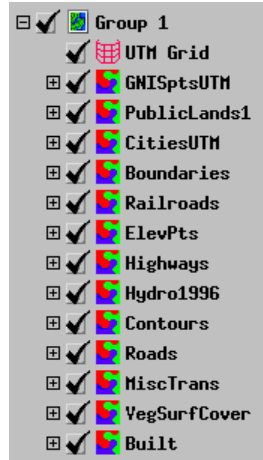 Group 1
UTM Grid
GNISptsUTM
PublicLands1
CitiesUTM
Boundaries
Railroads
ElevPts
Highways
Hydro1996
Contours
Roads
MiscTrans
VegSurfCover
Built